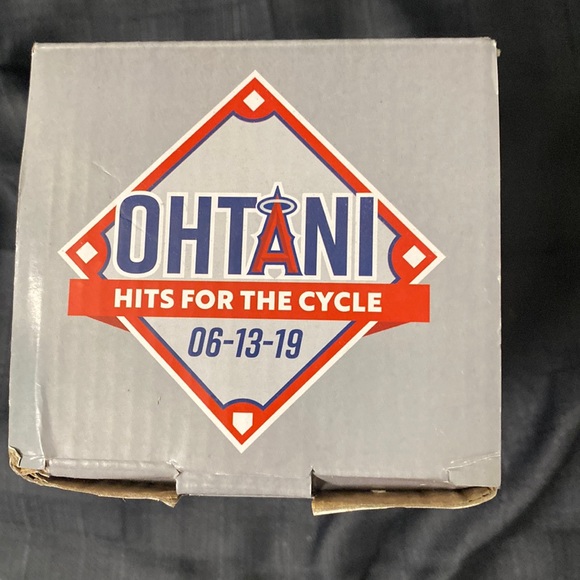 OHTANI
HITS FOR THE CYCLE
06-13-19